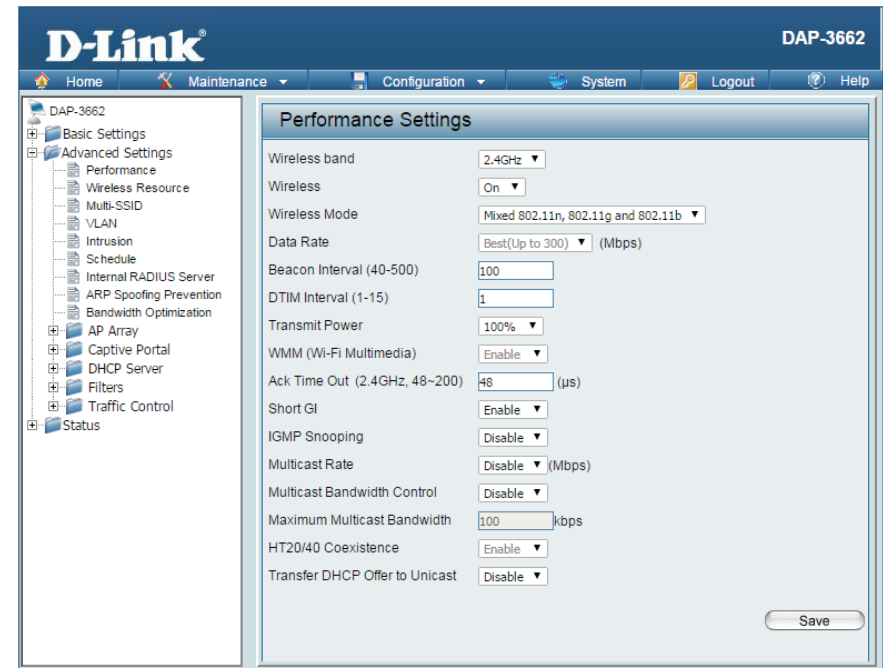 D-Link®
DAP-3662
Home
Maintenance
Configuration
System
Logout
Help
DAP-3662
Basic Settings
Advanced Settings
Performance
Wireless Resource
Multi-SSID
VLAN
Intrusion
Schedule
Internal RADIUS Server
ARP Spoofing Prevention
Bandwidth Optimization
AP Array
Captive Portal
DHCP Server
Filters
Traffic Control
Status
Performance Settings
Wireless band 2.4GHz
Wireless On
Wireless Mode Mixed 802.11n, 802.11g and 802.11b
Data Rate Best(Up to 300) (Mbps)
Beacon Interval (40-500) 100
DTIM Interval (1-15) 1
Transmit Power 100%
WMM (Wi-Fi Multimedia) Enable
Ack Time Out (2.4GHz, 48~200) 48 (μs)
Short GI Enable
IGMP Snooping Disable
Multicast Rate Disable (Mbps)
Multicast Bandwidth Control Disable
Maximum Multicast Bandwidth 100 kbps
HT20/40 Coexistence Enable
Transfer DHCP Offer to Unicast Disable
Save